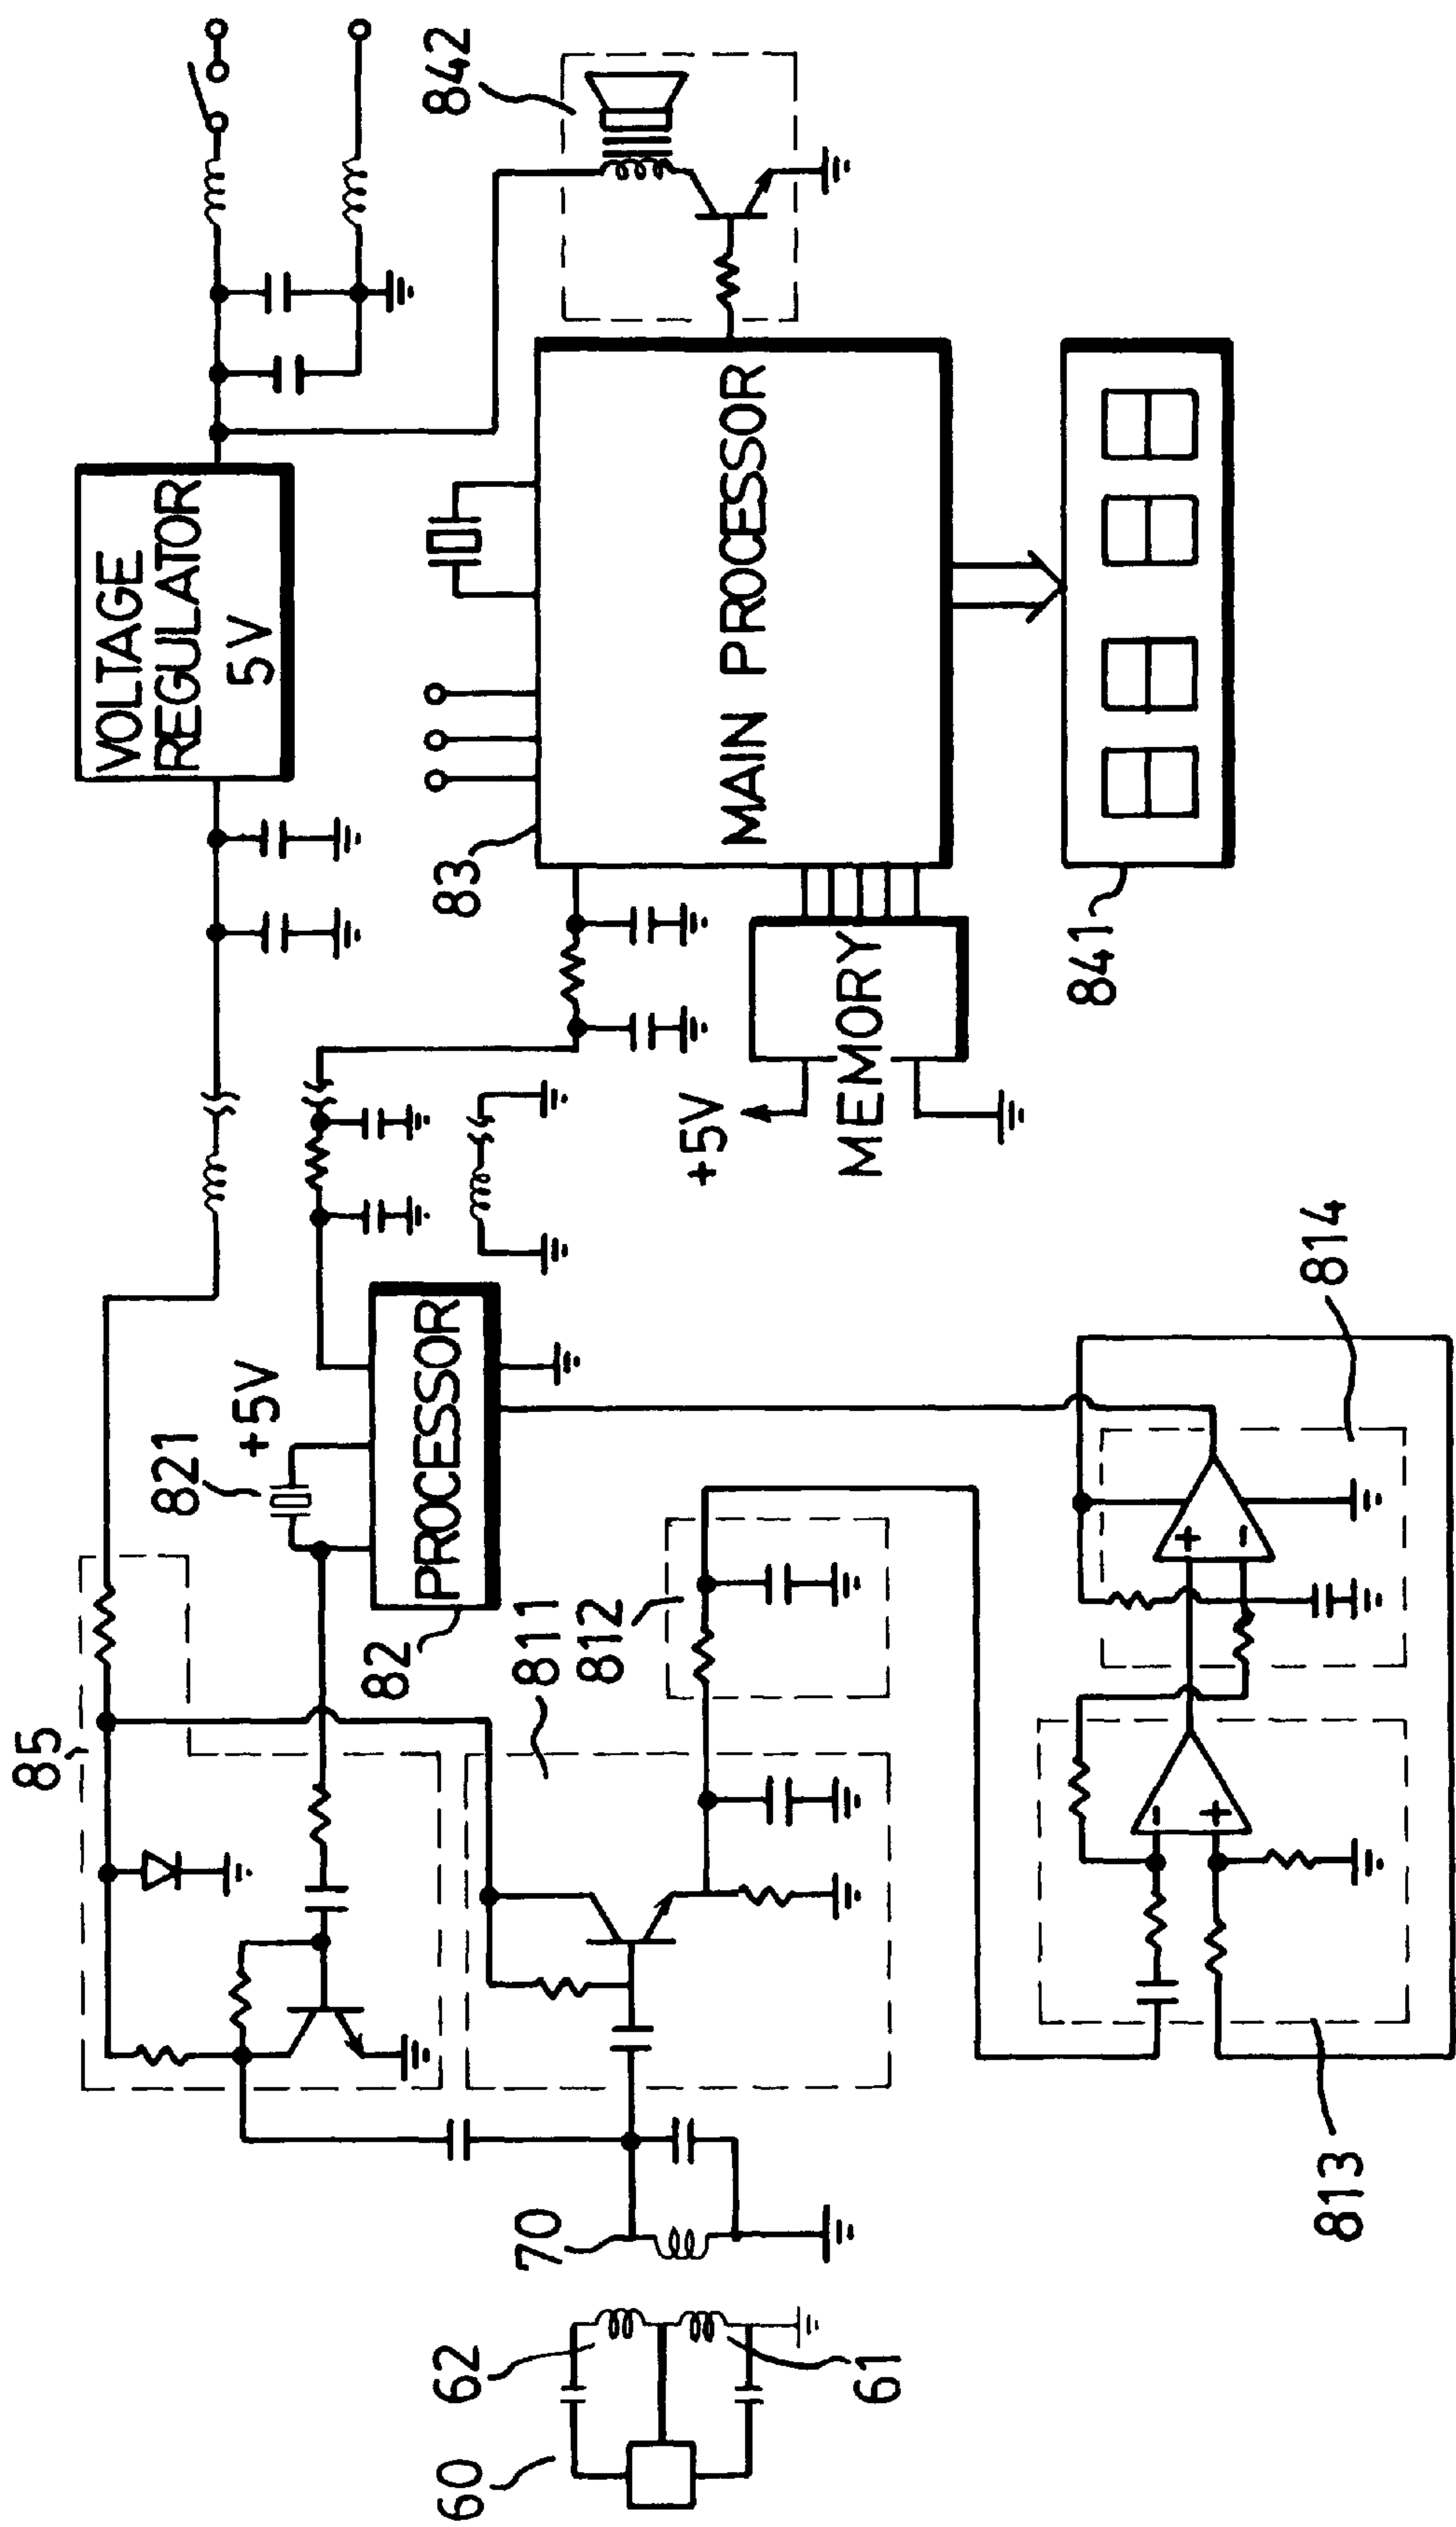 85
VOLTAGE
REGULATOR
5V
821
+5V
82
PROCESSOR
842
60
62
83
811
70
812
+5V
MAIN PROCESSOR
MEMORY
61
841
814
813